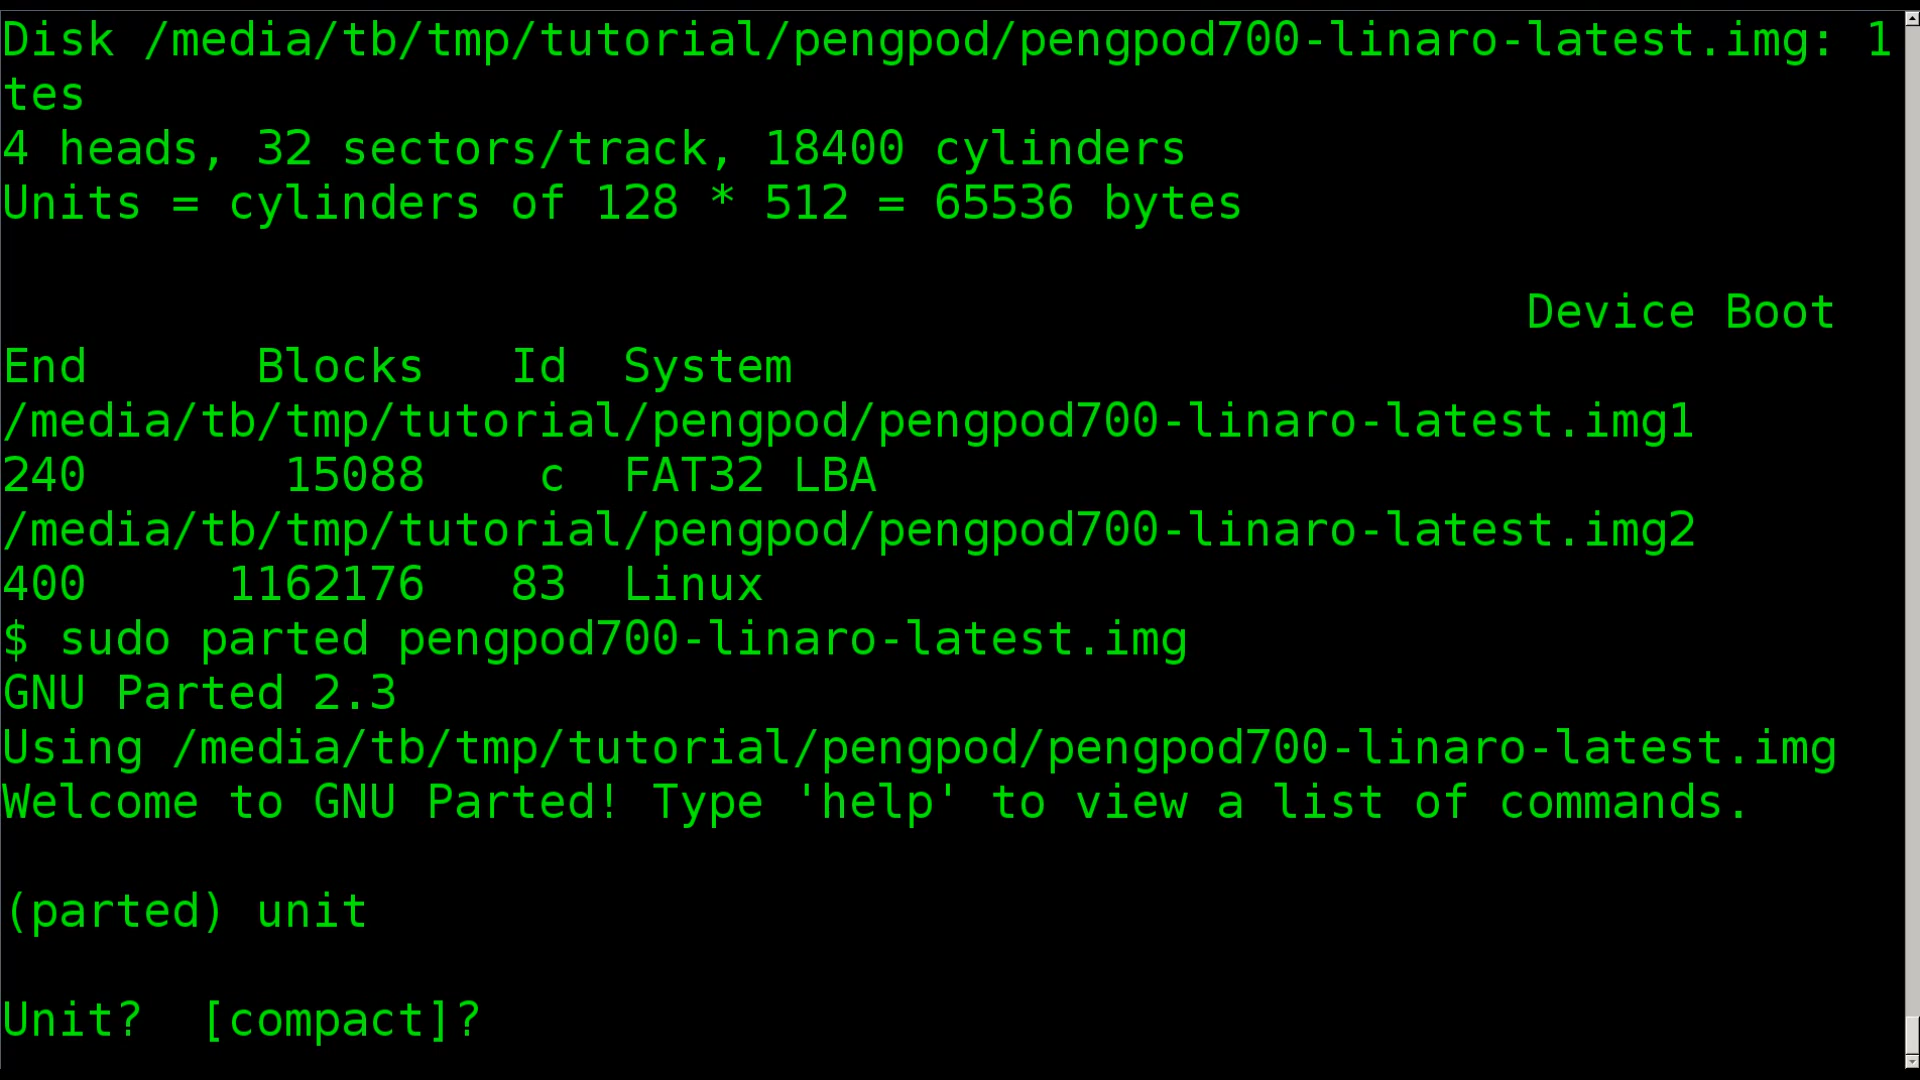 Disk /media/tb/tmp/tutorial/pengpod/pengpod700-linaro-latest.img: 1
tes
4 heads, 32 sectors/track, 18400 cylinders
Units = cylinders of 128 * 512 = 65536 bytes
Device Boot
End      Blocks   Id  System
/media/tb/tmp/tutorial/pengpod/pengpod700-linaro-latest.img1
240       15088    c  FAT32 LBA
/media/tb/tmp/tutorial/pengpod/pengpod700-linaro-latest.img2
400     1162176   83  Linux
$ sudo parted pengpod700-linaro-latest.img
GNU Parted 2.3
Using /media/tb/tmp/tutorial/pengpod/pengpod700-linaro-latest.img
Welcome to GNU Parted! Type 'help' to view a list of commands.
(parted) unit
Unit?  [compact]?